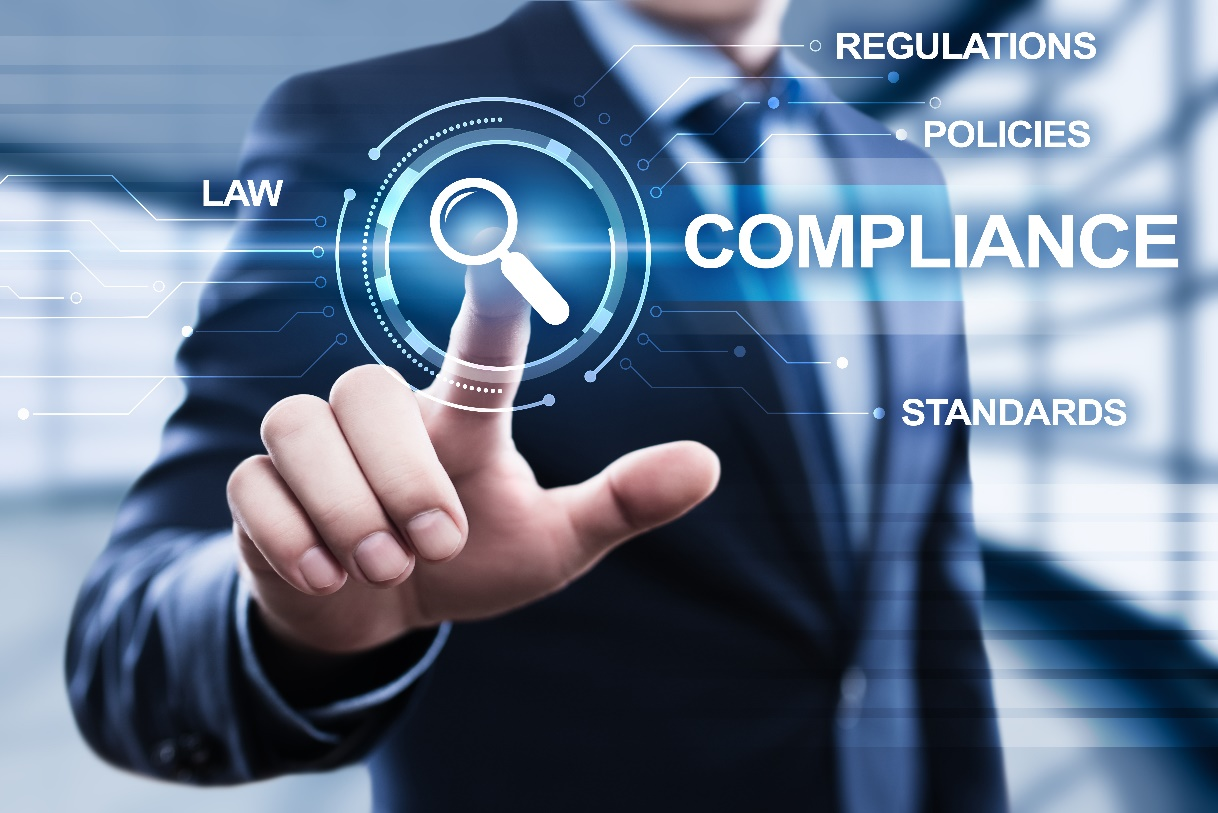 REGULATIONS
POLICIES
LAW
COMPLIANCE
STANDARDS